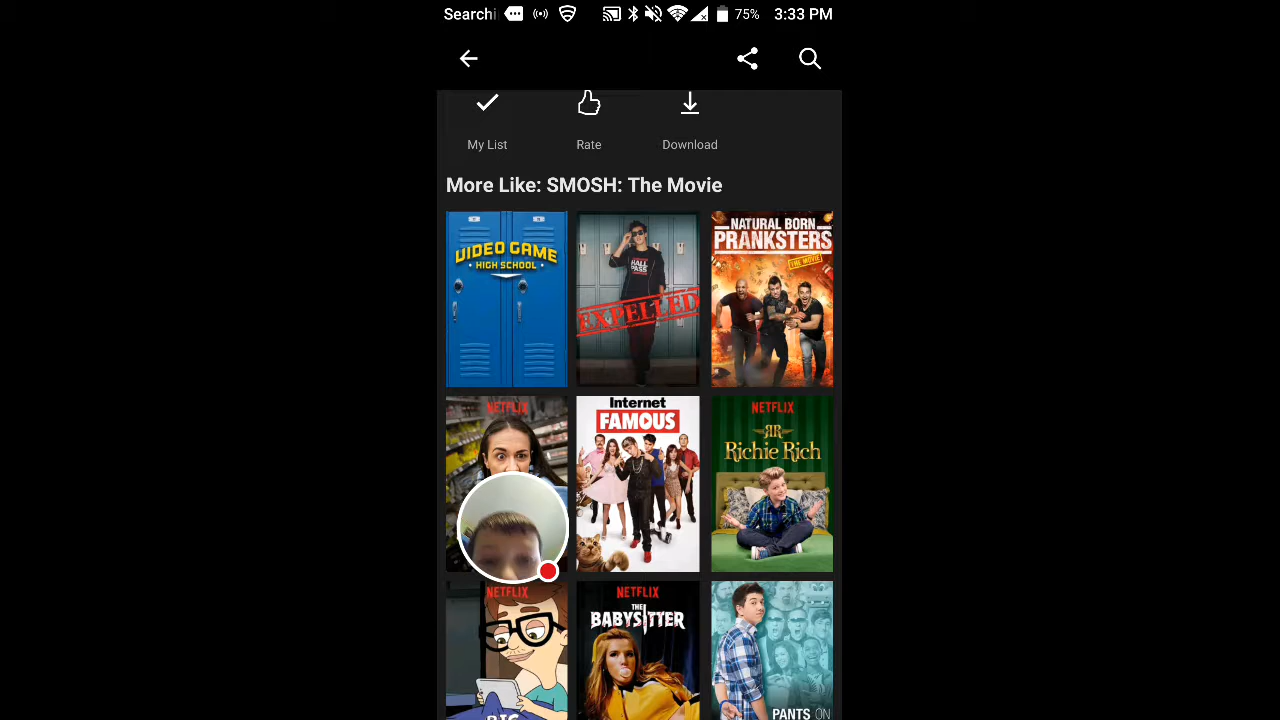 Searchi
75%
3:33 PM
My List
Rate
Download
More Like: SMOSH: The Movie
VIDEO GAME
HIGH SCHOOL
HALL
PASS
EXPELLED
NATURAL BORN
PRANKSTERS
THE MOVIE
NETFLIX
Internet
FAMOUS
NETFLIX
RR
Richie Rich
NETFLIX
BIG
NETFLIX
THE
BABYSITTER
PANTS ON